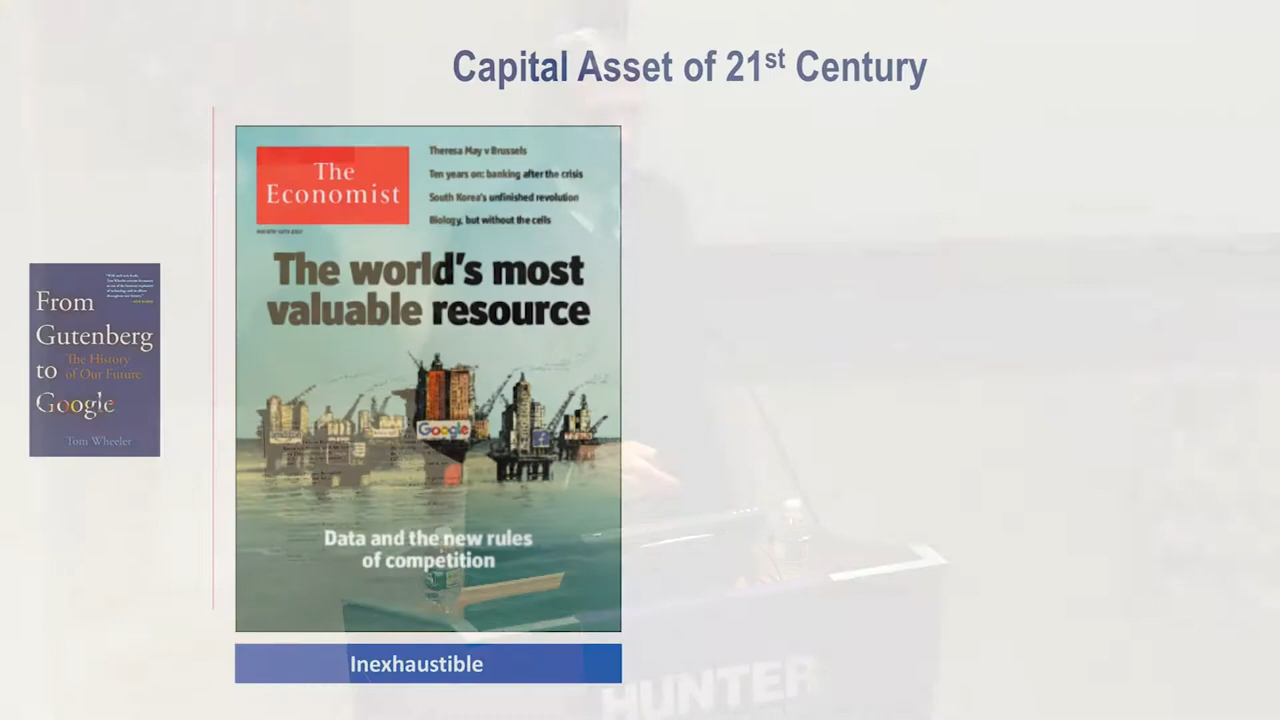 Capital Asset of 21st Century
The
Economist
Theresa May v Brussels
Ten years on: banking after the crisis
South Korea's unfinished revolution
Biology, but without the cells
The world's most
valuable resource
Google
Data and the new rules
of competition
Inexhaustible
From
Gutenberg
to
The History
of Our Future
Google
Tom Wheeler
HUNTER